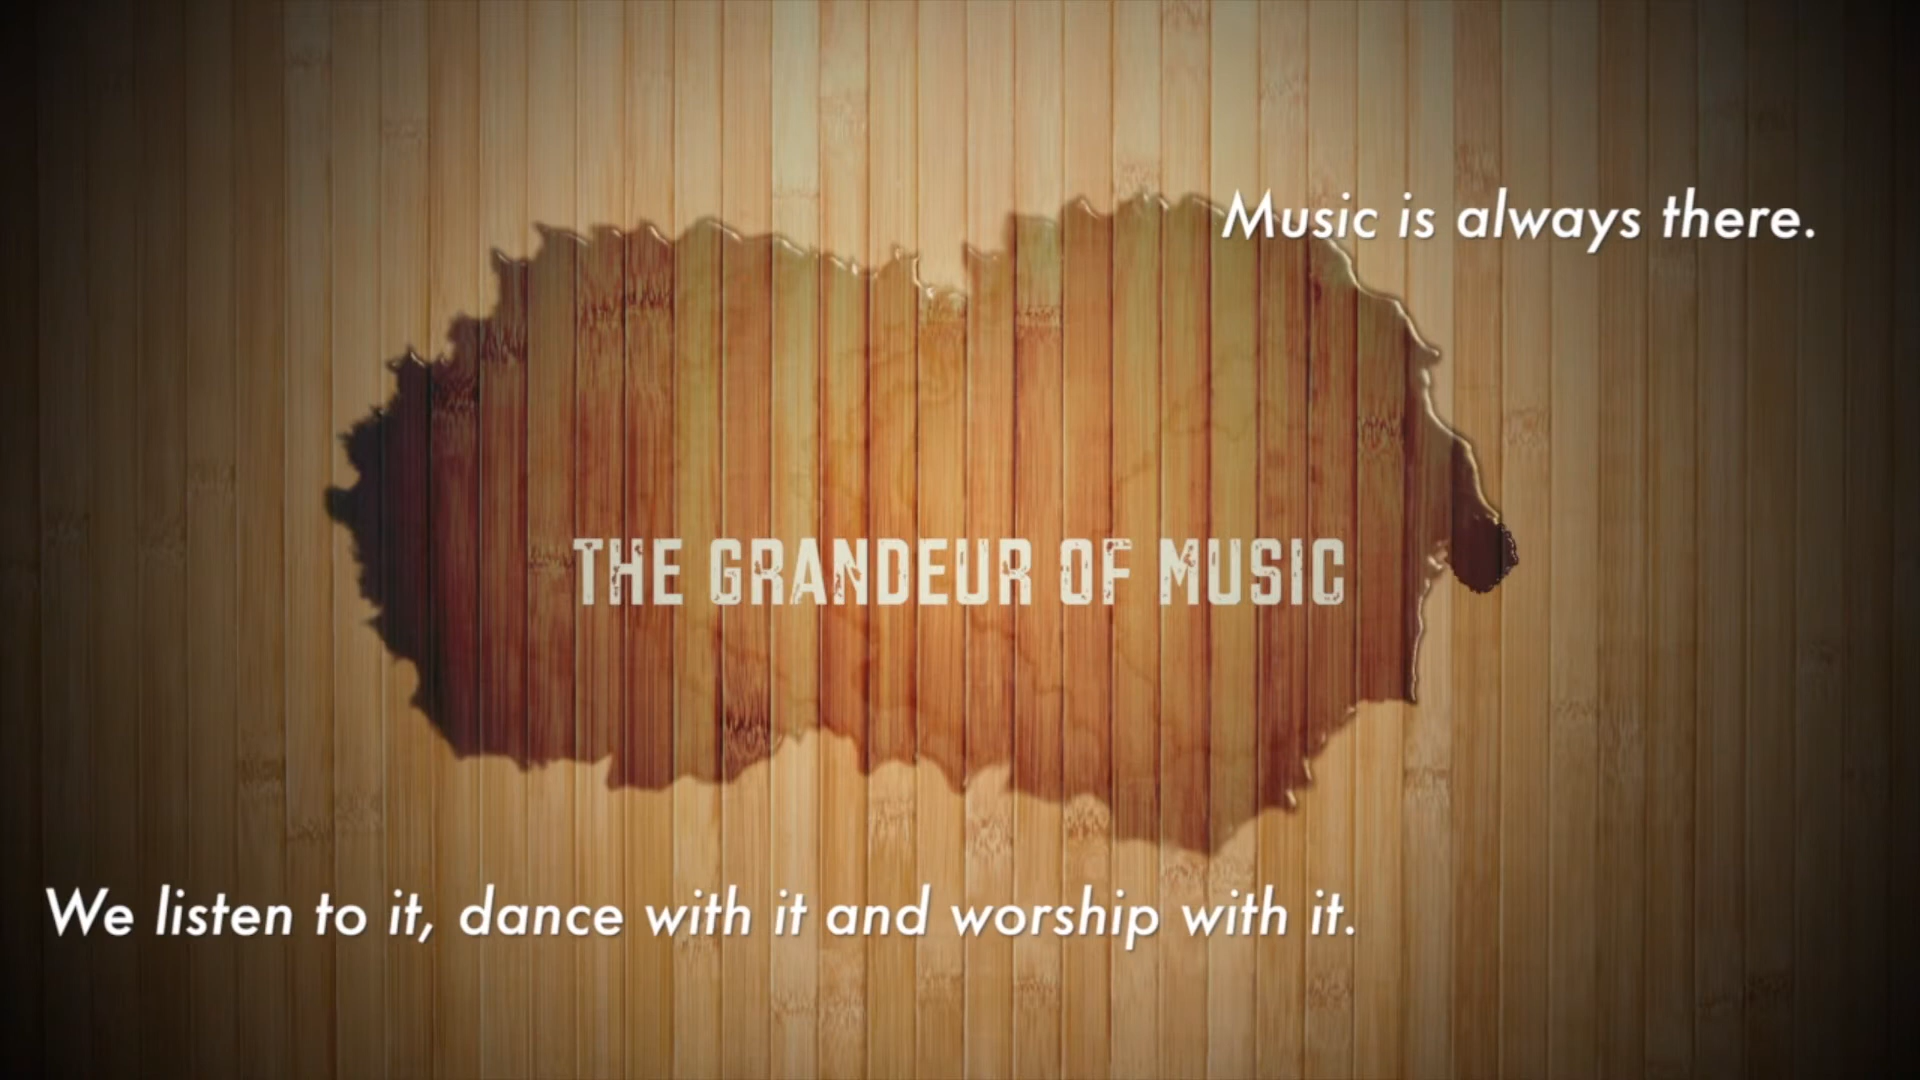 Music is always there.
THE GRANDEUR OF MUSIC
We listen to it, dance with it and worship with it.